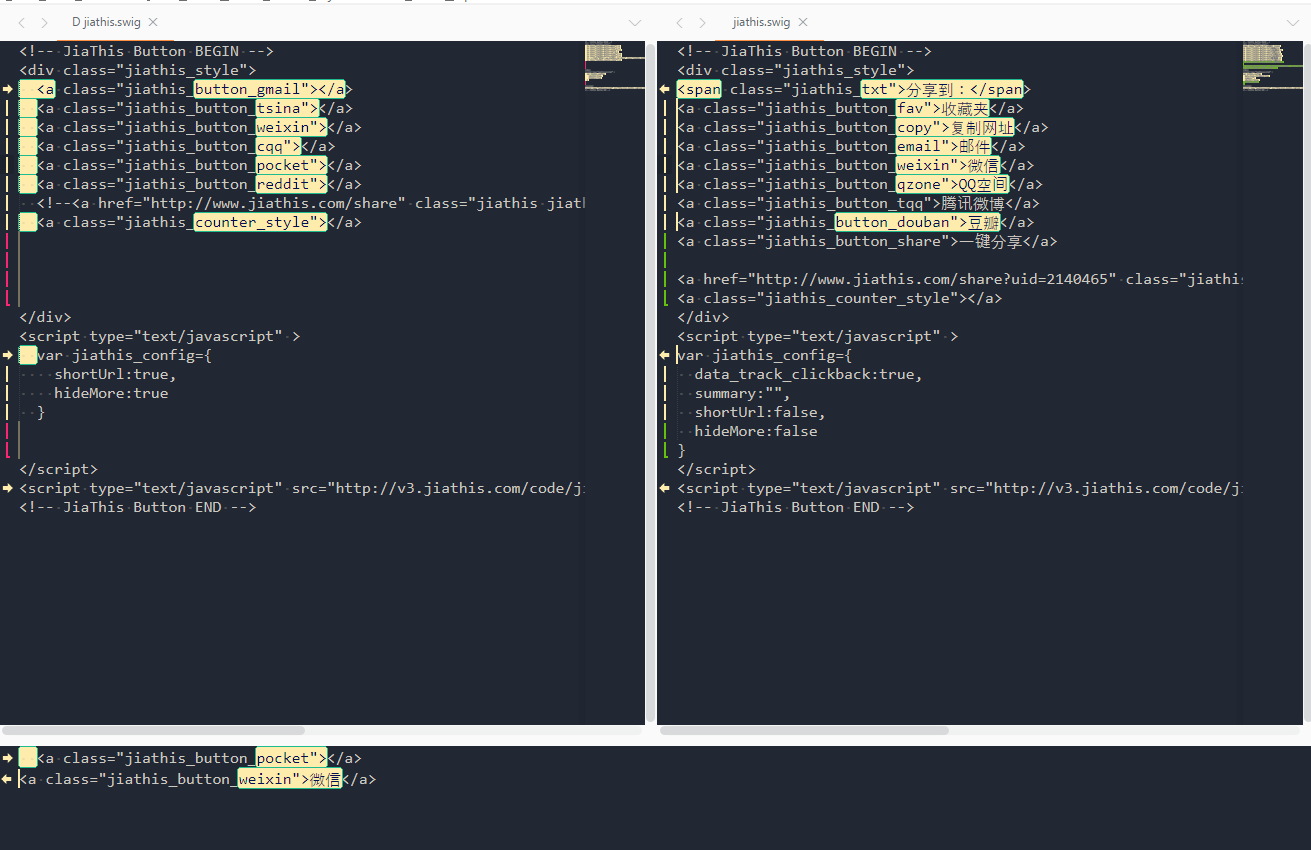 D jiathis.swig
<!-- JiaThis Button BEGIN -->
<div class="jiathis_style">
<a class="jiathis_button_gmail"></a>
<a class="jiathis_button_tsina"></a>
<a class="jiathis_button_weixin"></a>
<a class="jiathis_button_cqq"></a>
<a class="jiathis_button_pocket"></a>
<a class="jiathis_button_reddit"></a>
<!--<a href="http://www.jiathis.com/share" class="jiathis jiath
<a class="jiathis_counter_style"></a>
</div>
<script type="text/javascript" >
var jiathis_config={
shortUrl:true,
hideMore:true
}
</script>
<script type="text/javascript" src="http://v3.jiathis.com/code/j
<!-- JiaThis Button END -->
jiathis.swig
<!-- JiaThis Button BEGIN -->
<div class="jiathis_style">
<span class="jiathis_txt">分享到：</span>
<a class="jiathis_button_fav">收藏夹</a>
<a class="jiathis_button_copy">复制网址</a>
<a class="jiathis_button_email">邮件</a>
<a class="jiathis_button_weixin">微信</a>
<a class="jiathis_button_qzone">QQ空间</a>
<a class="jiathis_button_tqq">腾讯微博</a>
<a class="jiathis_button_douban">豆瓣</a>
<a class="jiathis_button_share">一键分享</a>
<a href="http://www.jiathis.com/share?uid=2140465" class="jiathis
<a class="jiathis_counter_style"></a>
</div>
<script type="text/javascript" >
var jiathis_config={
data_track_clickback:true,
summary:"",
shortUrl:false,
hideMore:false
}
</script>
<script type="text/javascript" src="http://v3.jiathis.com/code/j
<!-- JiaThis Button END -->
<a class="jiathis_button_pocket"></a>
<a class="jiathis_button_weixin">微信</a>